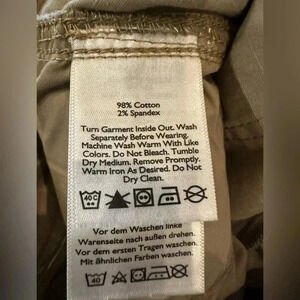 98% Cotton
2% Spandex
Turn Garment Inside Out. Wash
Separately Before Wearing.
Machine Wash Warm With Like
Colors. Do Not Bleach. Tumble
Dry Medium. Remove Promptly.
Warm Iron As Desired. Do Not
Dry Clean.
40 C
Vor dem Waschen linke
Warenseite nach außen drehen.
Vor dem ersten Tragen waschen.
Mit ähnlichen Farben waschen.
40